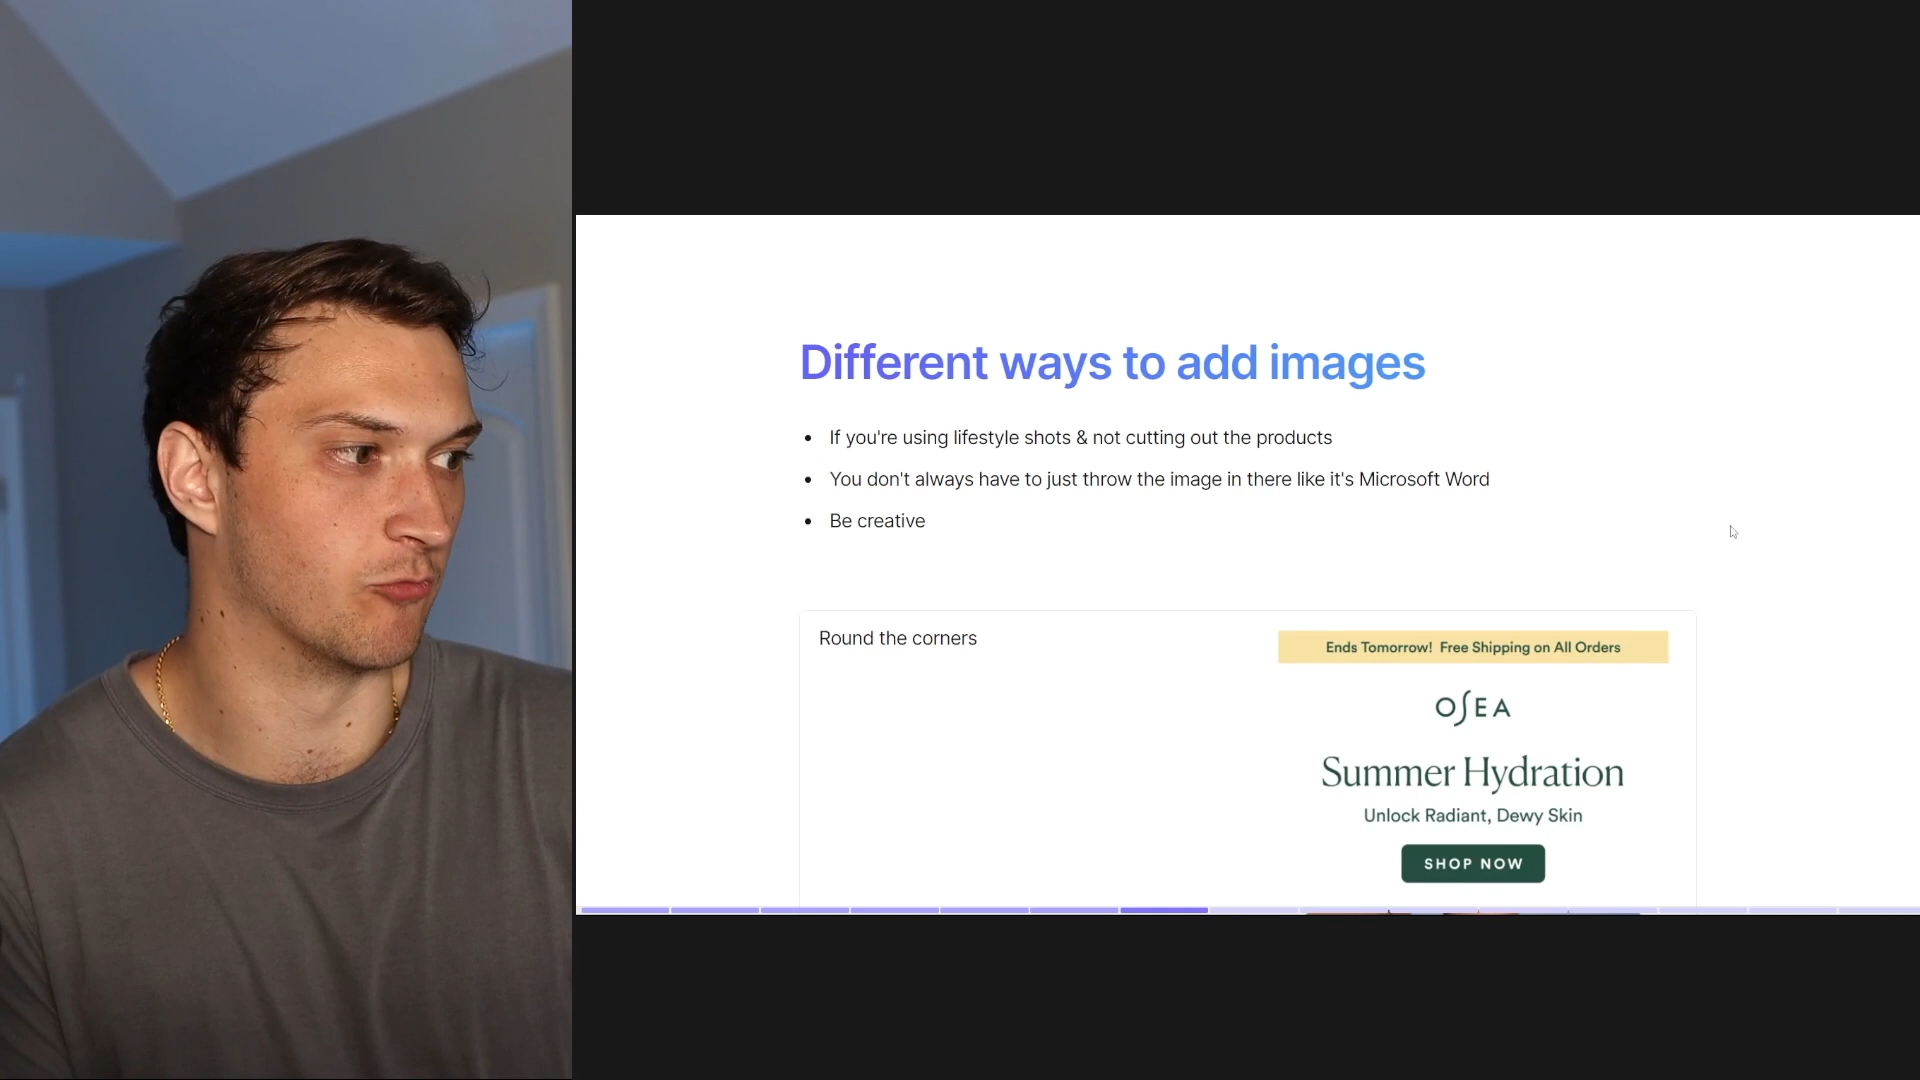 Different ways to add images
If you're using lifestyle shots & not cutting out the products
You don't always have to just throw the image in there like it's Microsoft Word
Be creative
Round the corners
Ends Tomorrow! Free Shipping on All Orders
OSEA
Summer Hydration
Unlock Radiant, Dewy Skin
SHOP NOW